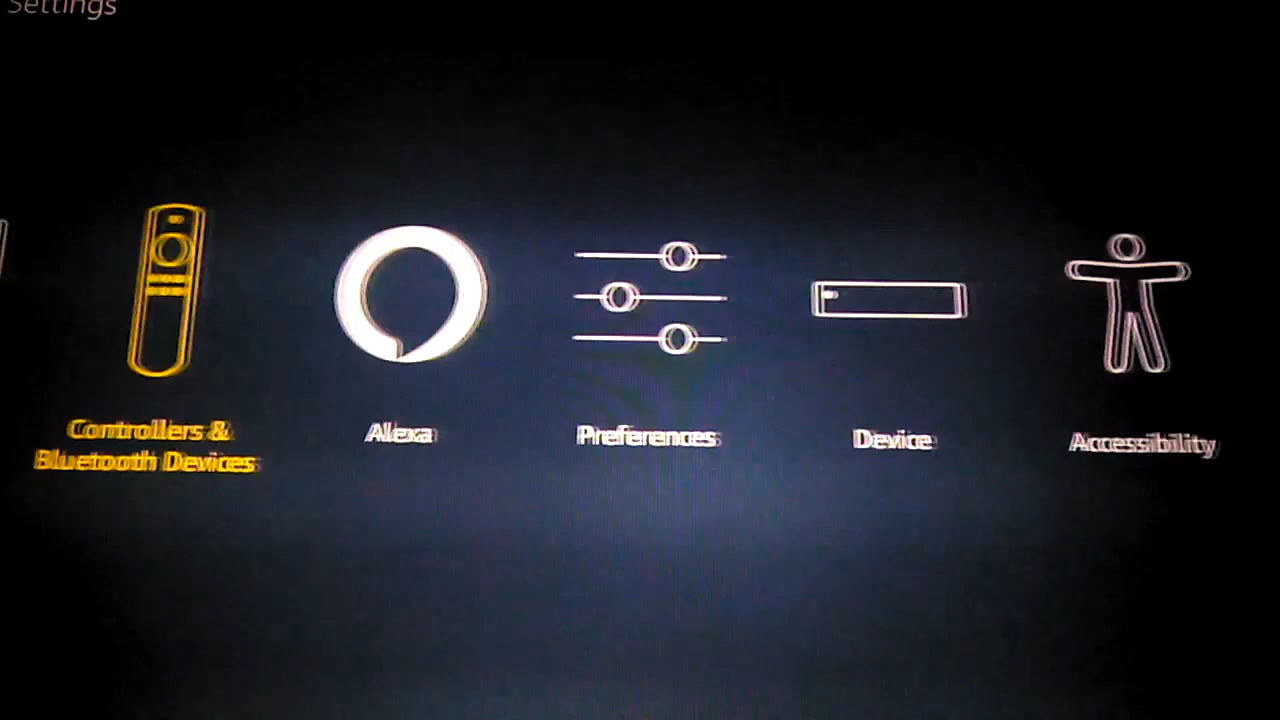 Settings
Controllers &
Bluetooth Devices
Alexa
Preferences
Device
Accessibility